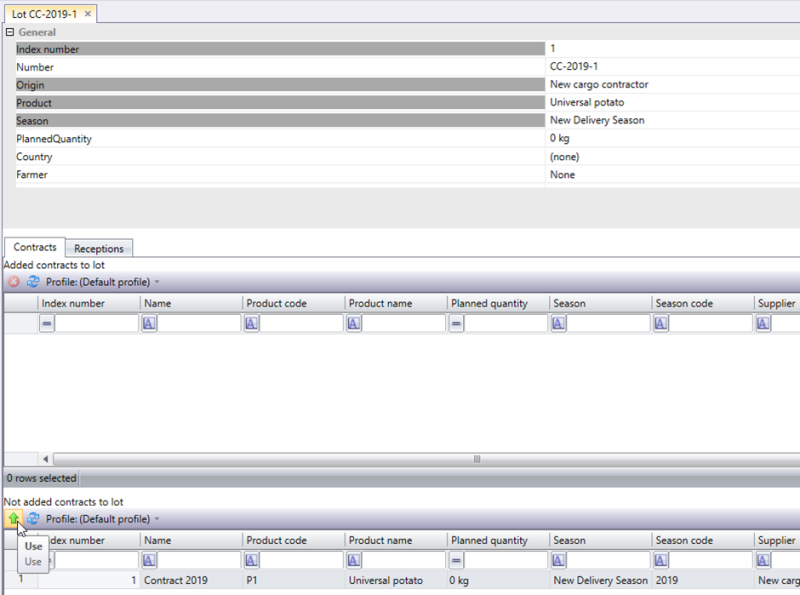 Lot CC-2019-1
General
Index number 1
Number CC-2019-1
Origin New cargo contractor
Product Universal potato
Season New Delivery Season
PlannedQuantity 0 kg
Country (none)
Farmer None
Contracts Receptions
Added contracts to lot
Profile: (Default profile)
Index number Name Product code Product name Planned quantity Season Season code Supplier
= A A A = A A A
0 rows selected
Not added contracts to lot
Profile: (Default profile)
dex number Name Product code Product name Planned quantity Season Season code Supplier
Use
A A A = A A A
Use
1 1 Contract 2019 P1 Universal potato 0 kg New Delivery Season 2019 New carg